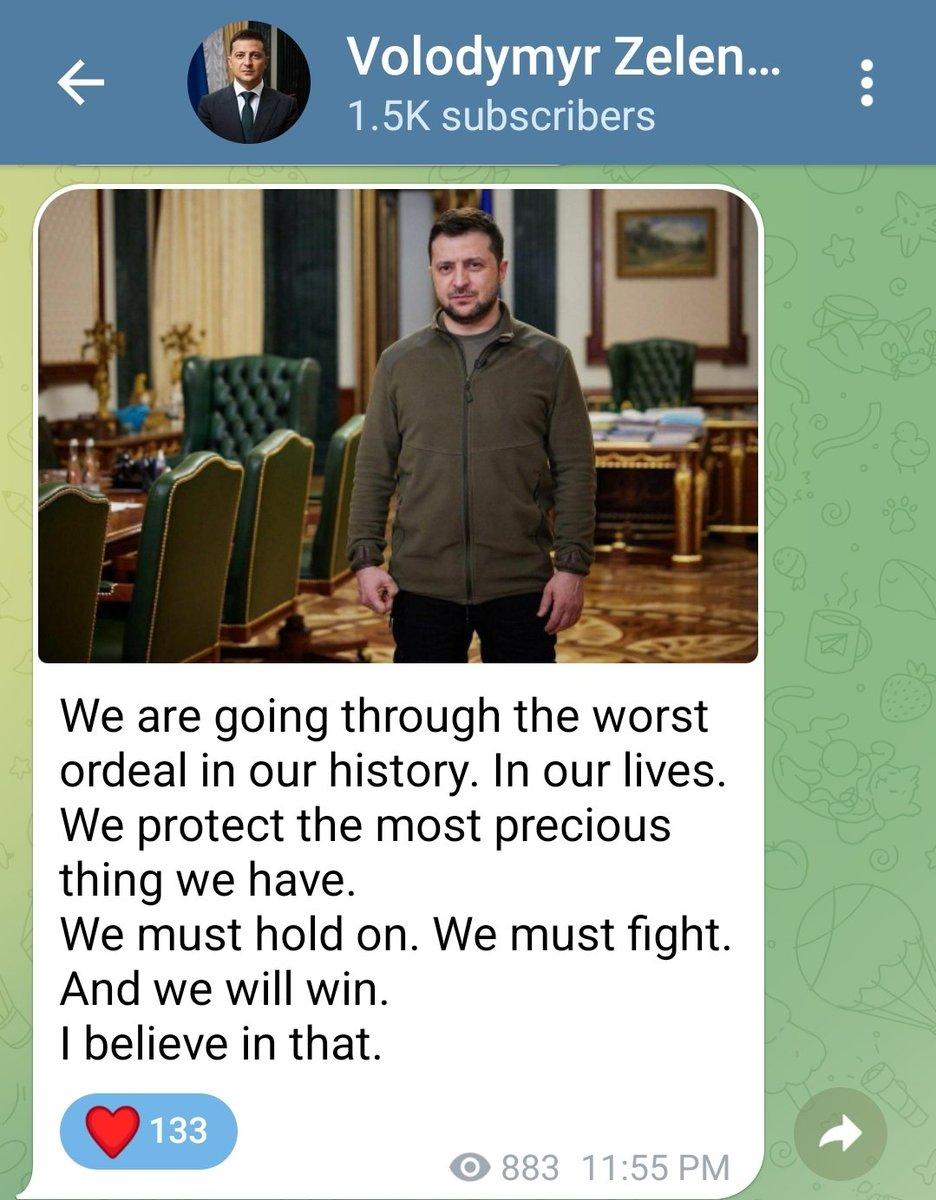 Volodymyr Zelen...
1.5K subscribers
We are going through the worst
ordeal in our history. In our lives.
We protect the most precious
thing we have.
We must hold on. We must fight.
And we will win.
I believe in that.
133
883 11:55 PM